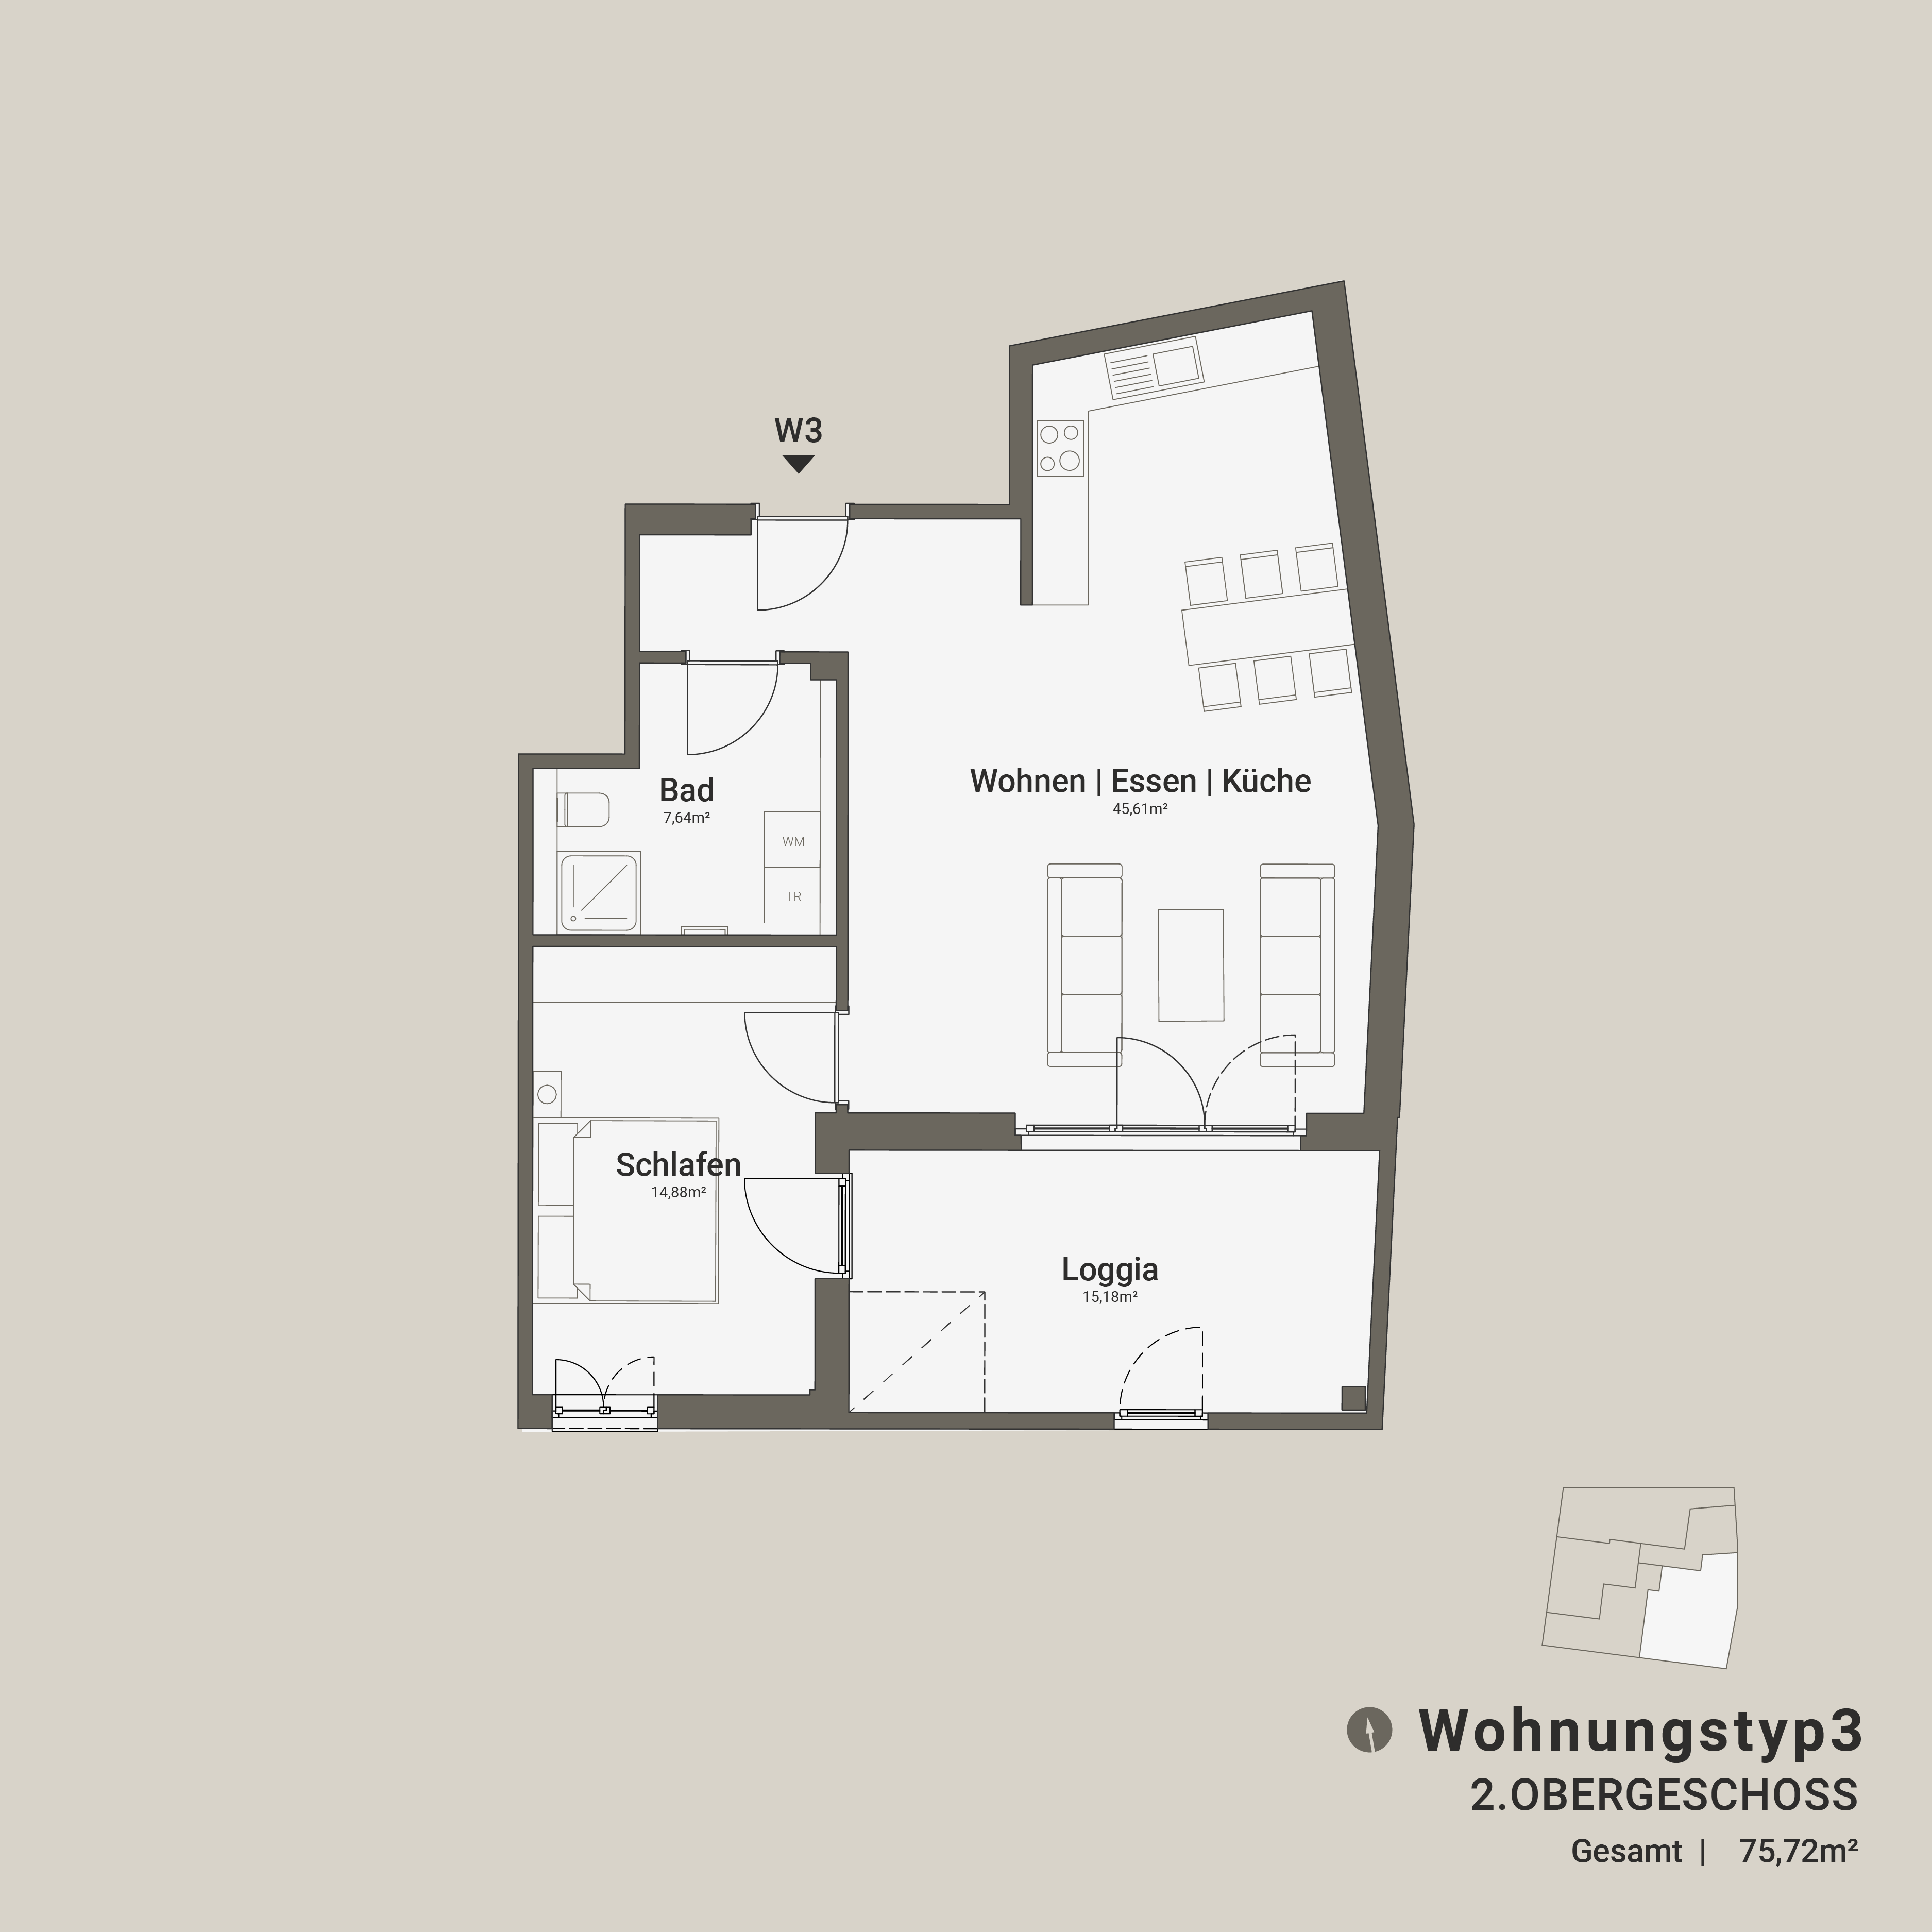 W3
Wohnen | Essen | Küche
45,61m²
Bad
7,64m²
WM
TR
Schlafen
14,88m²
Loggia
15,18m²
Wohnungstyp3
2.OBERGESCHOSS
Gesamt | 75,72m²